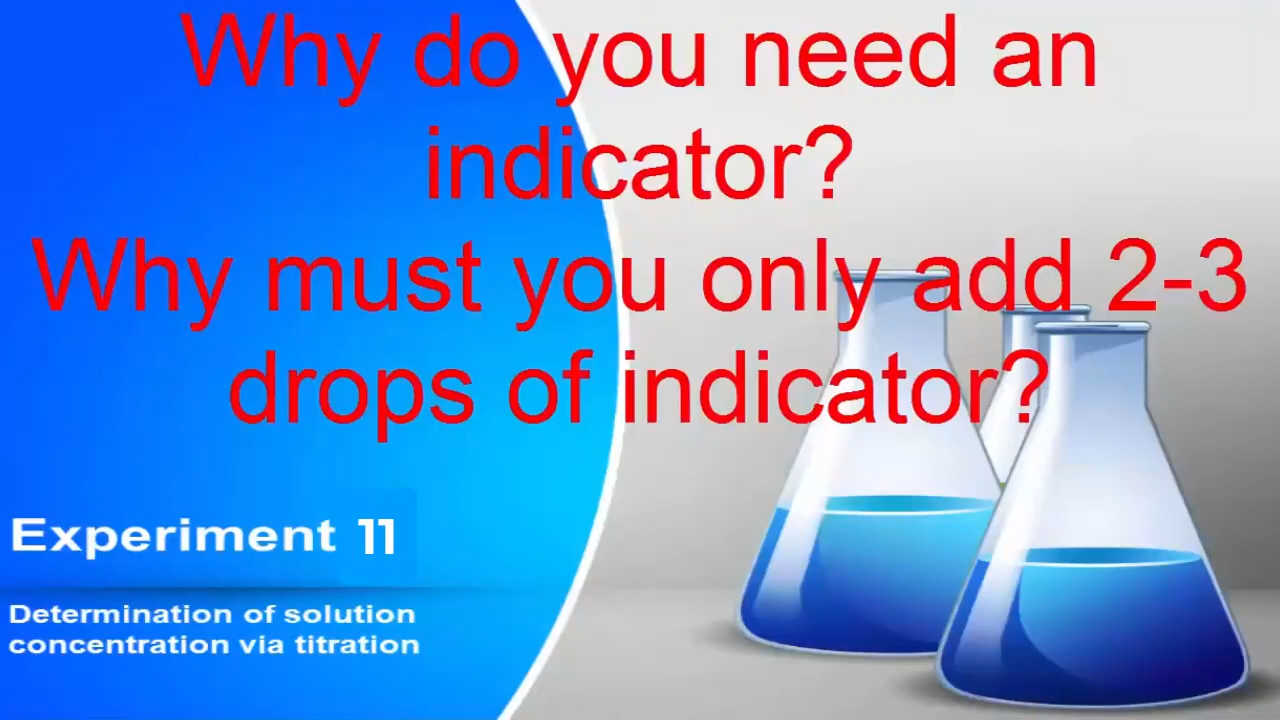 Why do you need an
indicator?
Why must you only add 2-3
drops of indicator?
Experiment 11
Determination of solution
concentration via titration